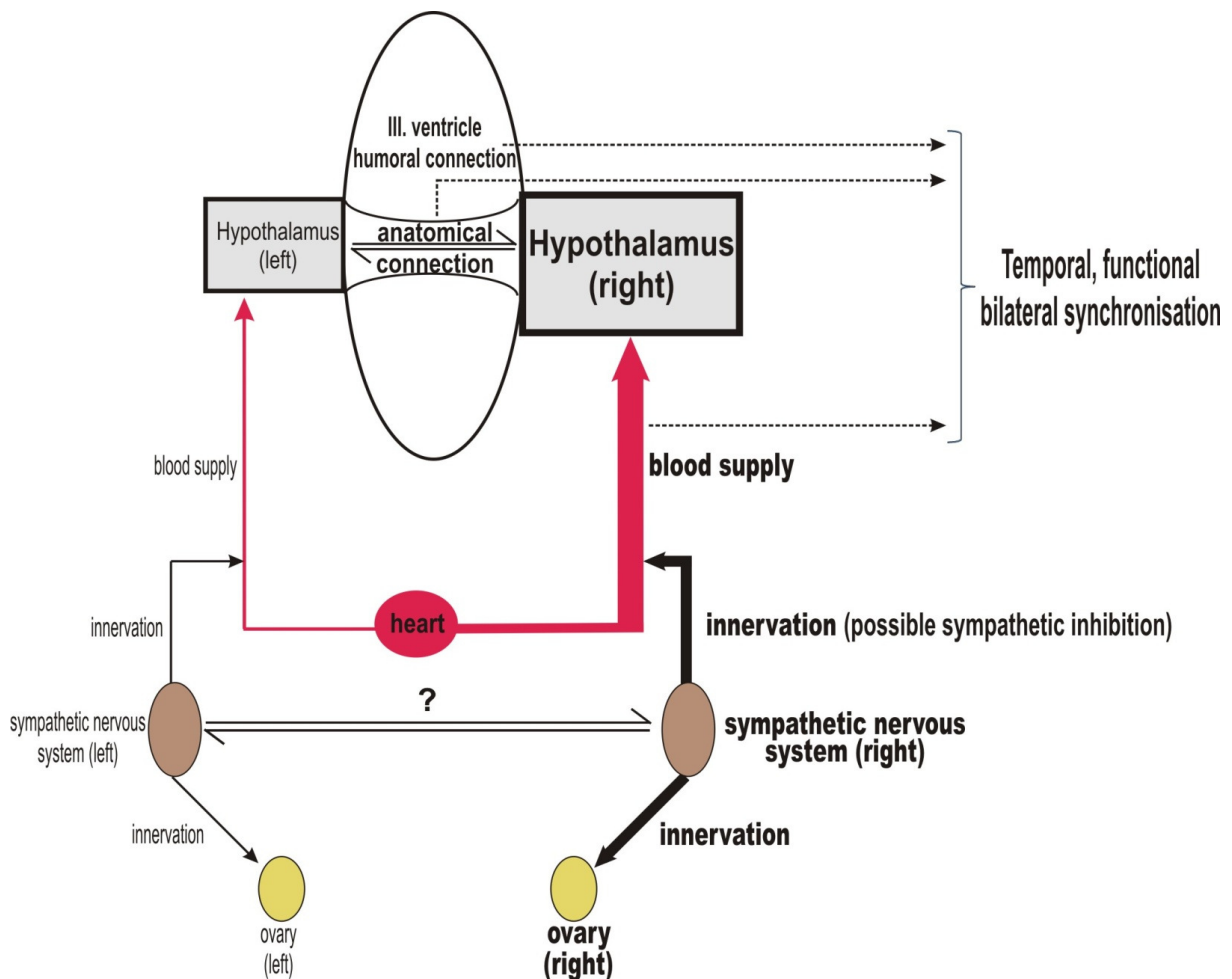 III. ventricle
humoral connection
Hypothalamus
(left)
anatomical
connection
Hypothalamus
(right)
Temporal, functional
bilateral synchronisation
blood supply
blood supply
innervation
heart
innervation (possible sympathetic inhibition)
?
sympathetic nervous
system (left)
sympathetic nervous
system (right)
innervation
innervation
ovary
(left)
ovary
(right)